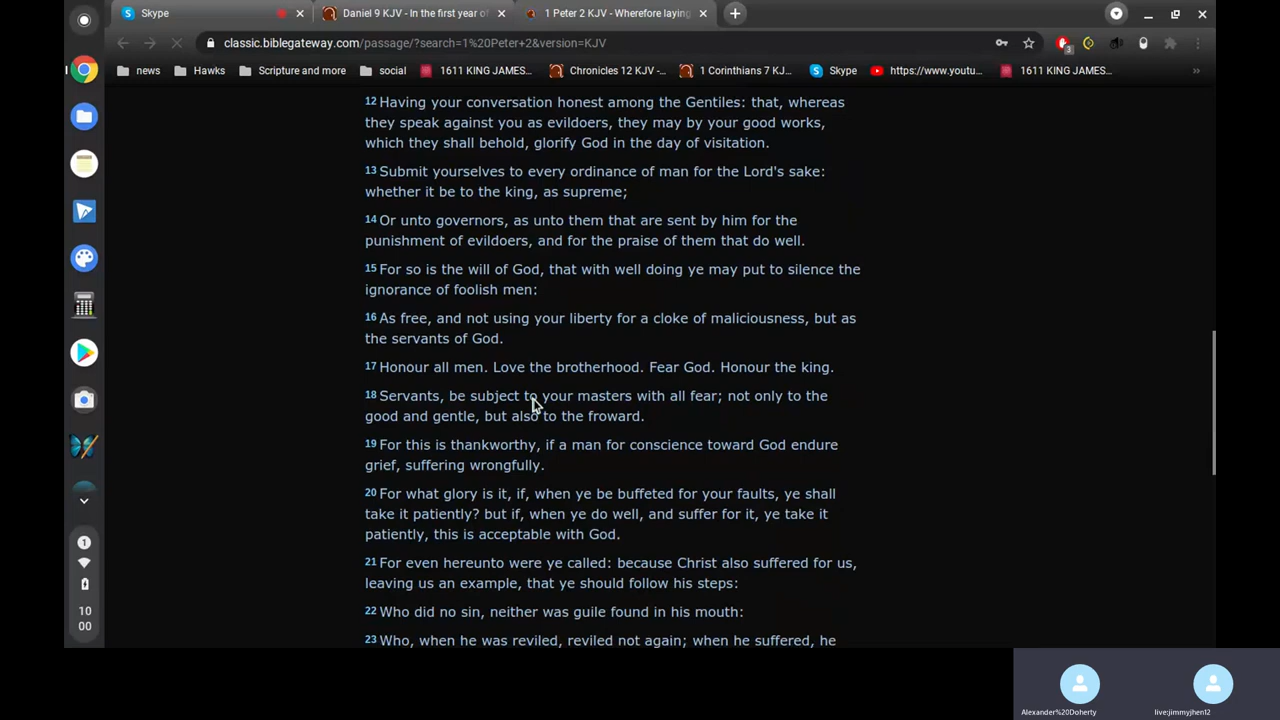 Skype
Daniel 9 KJV - In the first year of
1 Peter 2 KJV - Wherefore laying
classic.biblegateway.com/passage/?search=1%20Peter+2&version=KJV
3
news
Hawks
Scripture and more
social
1611 KING JAMES...
Chronicles 12 KJV -...
1 Corinthians 7 KJ...
Skype
https://www.youtu...
1611 KING JAMES...
»
12 Having your conversation honest among the Gentiles: that, whereas
they speak against you as evildoers, they may by your good works,
which they shall behold, glorify God in the day of visitation.
13 Submit yourselves to every ordinance of man for the Lord's sake:
whether it be to the king, as supreme;
14 Or unto governors, as unto them that are sent by him for the
punishment of evildoers, and for the praise of them that do well.
15 For so is the will of God, that with well doing ye may put to silence the
ignorance of foolish men:
16 As free, and not using your liberty for a cloke of maliciousness, but as
the servants of God.
17 Honour all men. Love the brotherhood. Fear God. Honour the king.
18 Servants, be subject to your masters with all fear; not only to the
good and gentle, but also to the froward.
19 For this is thankworthy, if a man for conscience toward God endure
grief, suffering wrongfully.
20 For what glory is it, if, when ye be buffeted for your faults, ye shall
take it patiently? but if, when ye do well, and suffer for it, ye take it
patiently, this is acceptable with God.
21 For even hereunto were ye called: because Christ also suffered for us,
leaving us an example, that ye should follow his steps:
22 Who did no sin, neither was guile found in his mouth:
23 Who, when he was reviled, reviled not again; when he suffered, he
1
10
00
Alexander%20Doherty
live:jimmyjhen12